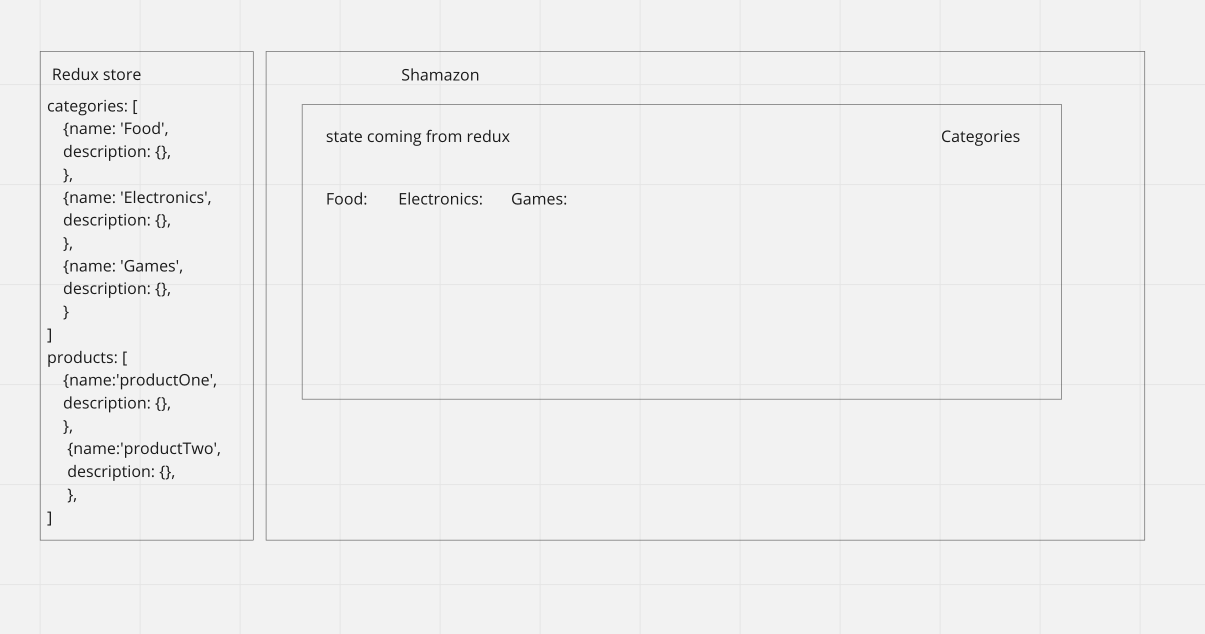 Redux store
categories: [
{name: 'Food',
description: {},
},
{name: 'Electronics',
description: {},
},
{name: 'Games',
description: {},
}
]
products: [
{name:'productOne',
description: {},
},
{name:'productTwo',
description: {},
},
]
Shamazon
state coming from redux
Categories
Food: Electronics: Games: